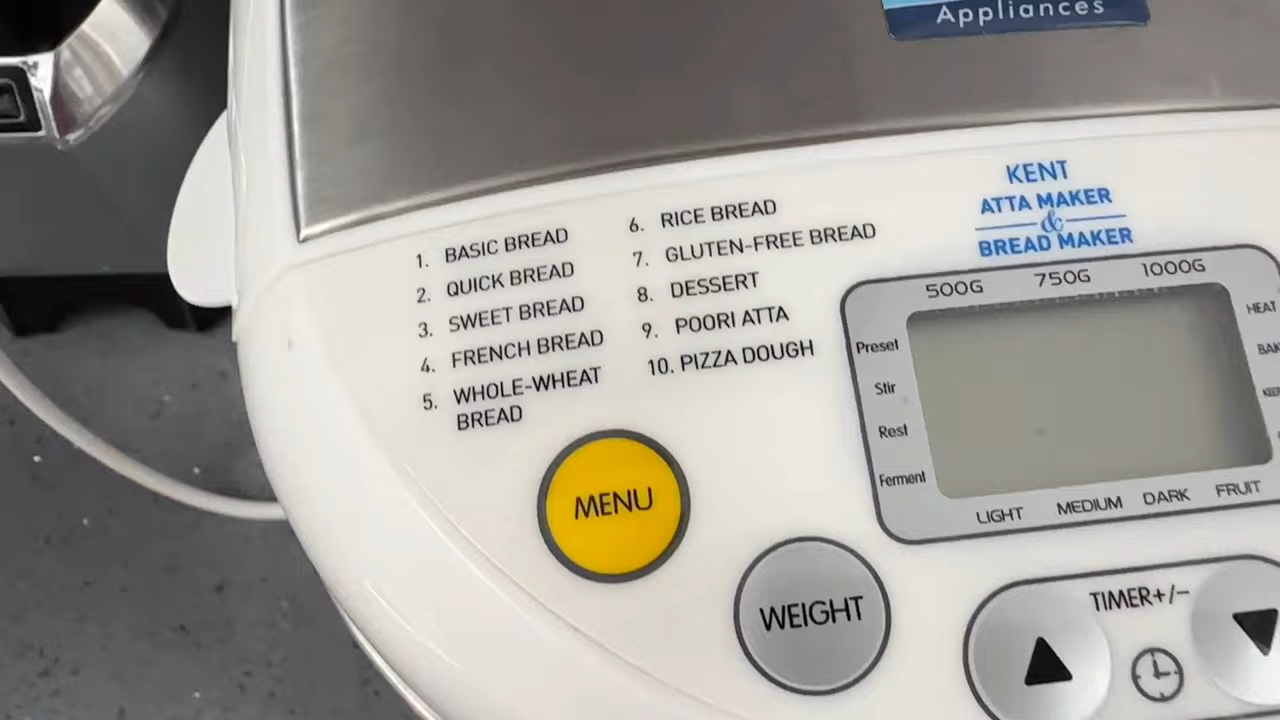 Appliances
KENT
ATTA MAKER
&
BREAD MAKER
1. BASIC BREAD
2. QUICK BREAD
3. SWEET BREAD
4. FRENCH BREAD
5. WHOLE-WHEAT
BREAD
6. RICE BREAD
7. GLUTEN-FREE BREAD
8. DESSERT
9. POORI ATTA
10. PIZZA DOUGH
500G 750G 1000G
Preset
Stir
Rest
Ferment
HEAT
LIGHT MEDIUM DARK FRUIT
MENU
WEIGHT
TIMER+/−